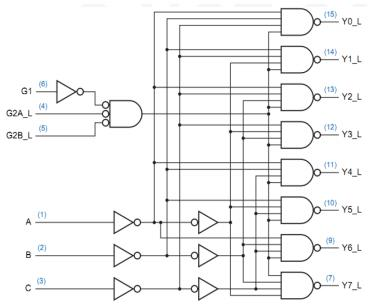 (15) Y0_L
(14) Y1_L
(6) G1
(4) G2A_L
(13) Y2_L
(5) G2B_L
(12) Y3_L
(11) Y4_L
(10) Y5_L
A (1)
(9) Y6_L
B (2)
(7) Y7_L
C (3)